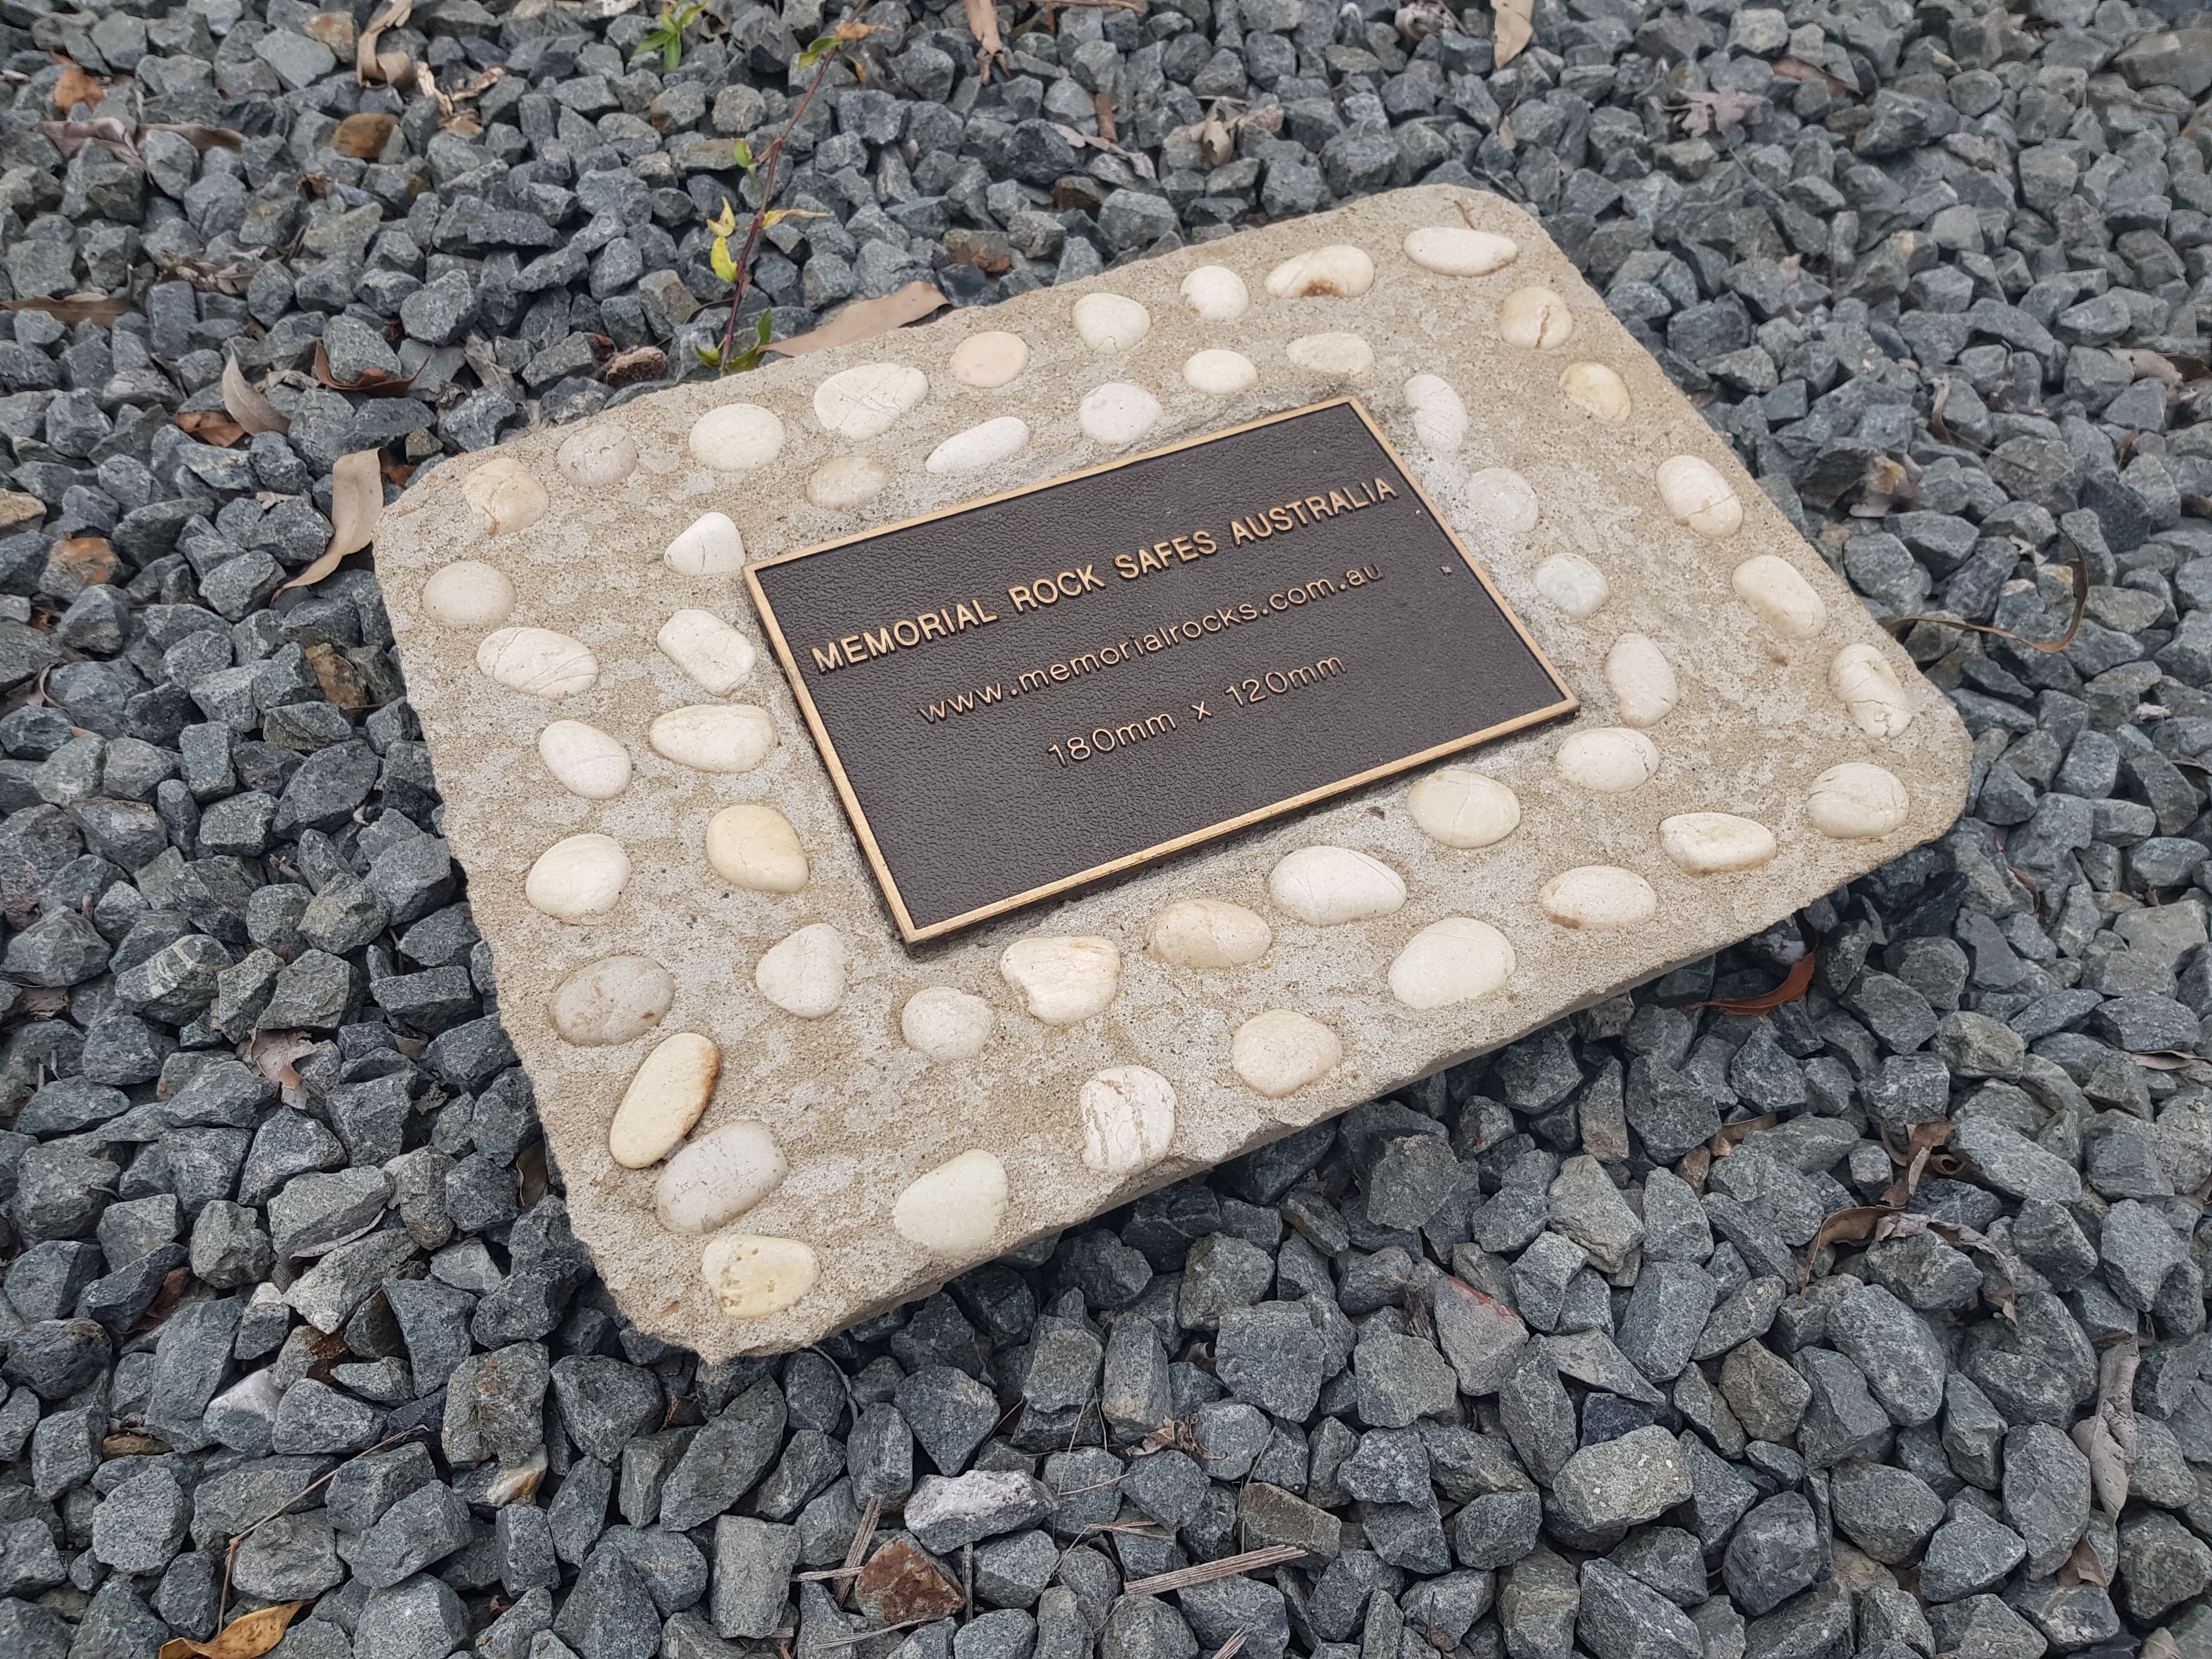 MEMORIAL ROCK SAFES AUSTRALIA
www.memorialrocks.com.au
180mm x 120mm